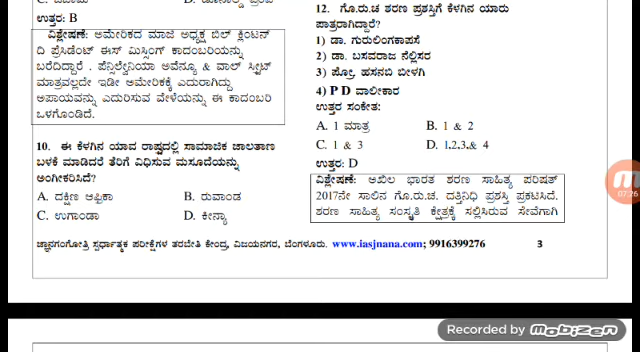 ಉತ್ತರ: B
ವಿಶ್ಲೇಷಣೆ: ಅಮೇರಿಕದ ಮಾಜಿ ಅಧ್ಯಕ್ಷ ಬಿಲ್ ಕ್ಲಿಂಟನ್
ದಿ ಪ್ರೆಸಿಡೆಂಟ್ ಈಸ್ ಮಿಸ್ಸಿಂಗ್ ಕಾದಂಬರಿಯನ್ನು
ಬರೆದಿದ್ದಾರೆ . ಪೆನ್ಸಿಲ್ವೇನಿಯಾ ಅವೆನ್ಯೂ & ವಾಲ್ ಸ್ಟ್ರೀಟ್
ಮಾತ್ರವಲ್ಲದೇ ಇಡೀ ಅಮೇರಿಕಕ್ಕೆ ಎದುರಾಗಿದ್ದು
ಅಪಾಯವನ್ನು ಎದುರಿಸುವ ವೇಳೆಯನ್ನು ಈ ಕಾದಂಬರಿ
ಒಳಗೊಂಡಿದೆ.
10. ಈ ಕೆಳಗಿನ ಯಾವ ರಾಷ್ಟ್ರದಲ್ಲಿ ಸಾಮಾಜಿಕ ಜಾಲತಾಣ
ಬಳಕೆ ಮಾಡಿದರೆ ತೆರಿಗೆ ವಿಧಿಸುವ ಮಸೂದೆಯನ್ನು
ಅಂಗೀಕರಿಸಿದೆ?
A. ದಕ್ಷಿಣ ಆಫ್ರಿಕಾ B. ರುವಾಂಡ
C. ಉಗಾಂಡಾ D. ಕೀನ್ಯಾ
12. ಗೊ.ರು.ಚ ಶರಣ ಪ್ರಶಸ್ತಿಗೆ ಕೆಳಗಿನ ಯಾರು
ಪಾತ್ರರಾಗಿದ್ದಾರೆ?
1) ಡಾ. ಗುರುಲಿಂಗಕಾಪಸೆ
2) ಡಾ. ಬಸವರಾಜ ನೆಲ್ಲಿಸರ
3) ಪ್ರೋ. ಹಸನಬಿ ಬೀಳಗಿ
4) P D ವಾಲೀಕಾರ
ಉತ್ತರ ಸಂಕೇತ:
A. 1 ಮಾತ್ರ B. 1 & 2
C. 1 & 3 D. 1,2,3,& 4
ಉತ್ತರ: D
ವಿಶ್ಲೇಷಣೆ: ಅಖಿಲ ಭಾರತ ಶರಣ ಸಾಹಿತ್ಯ ಪರಿಷತ್
2017ನೇ ಸಾಲಿನ ಗೊ.ರು.ಚ. ದತ್ತಿನಿಧಿ ಪ್ರಶಸ್ತಿ ಪ್ರಕಟಿಸಿದೆ.
ಶರಣ ಸಾಹಿತ್ಯ ಸಂಸ್ಕೃತಿ ಕ್ಷೇತ್ರಕ್ಕೆ ಸಲ್ಲಿಸಿರುವ ಸೇವೆಗಾಗಿ
ಜ್ಞಾನಗಂಗೋತ್ರಿ ಸ್ಪರ್ಧಾತ್ಮಕ ಪರೀಕ್ಷೆಗಳ ತರಬೇತಿ ಕೇಂದ್ರ, ವಿಜಯನಗರ, ಬೆಂಗಳೂರು. www.iasjnana.com; 9916399276 3
07:26
Recorded by Mobizen